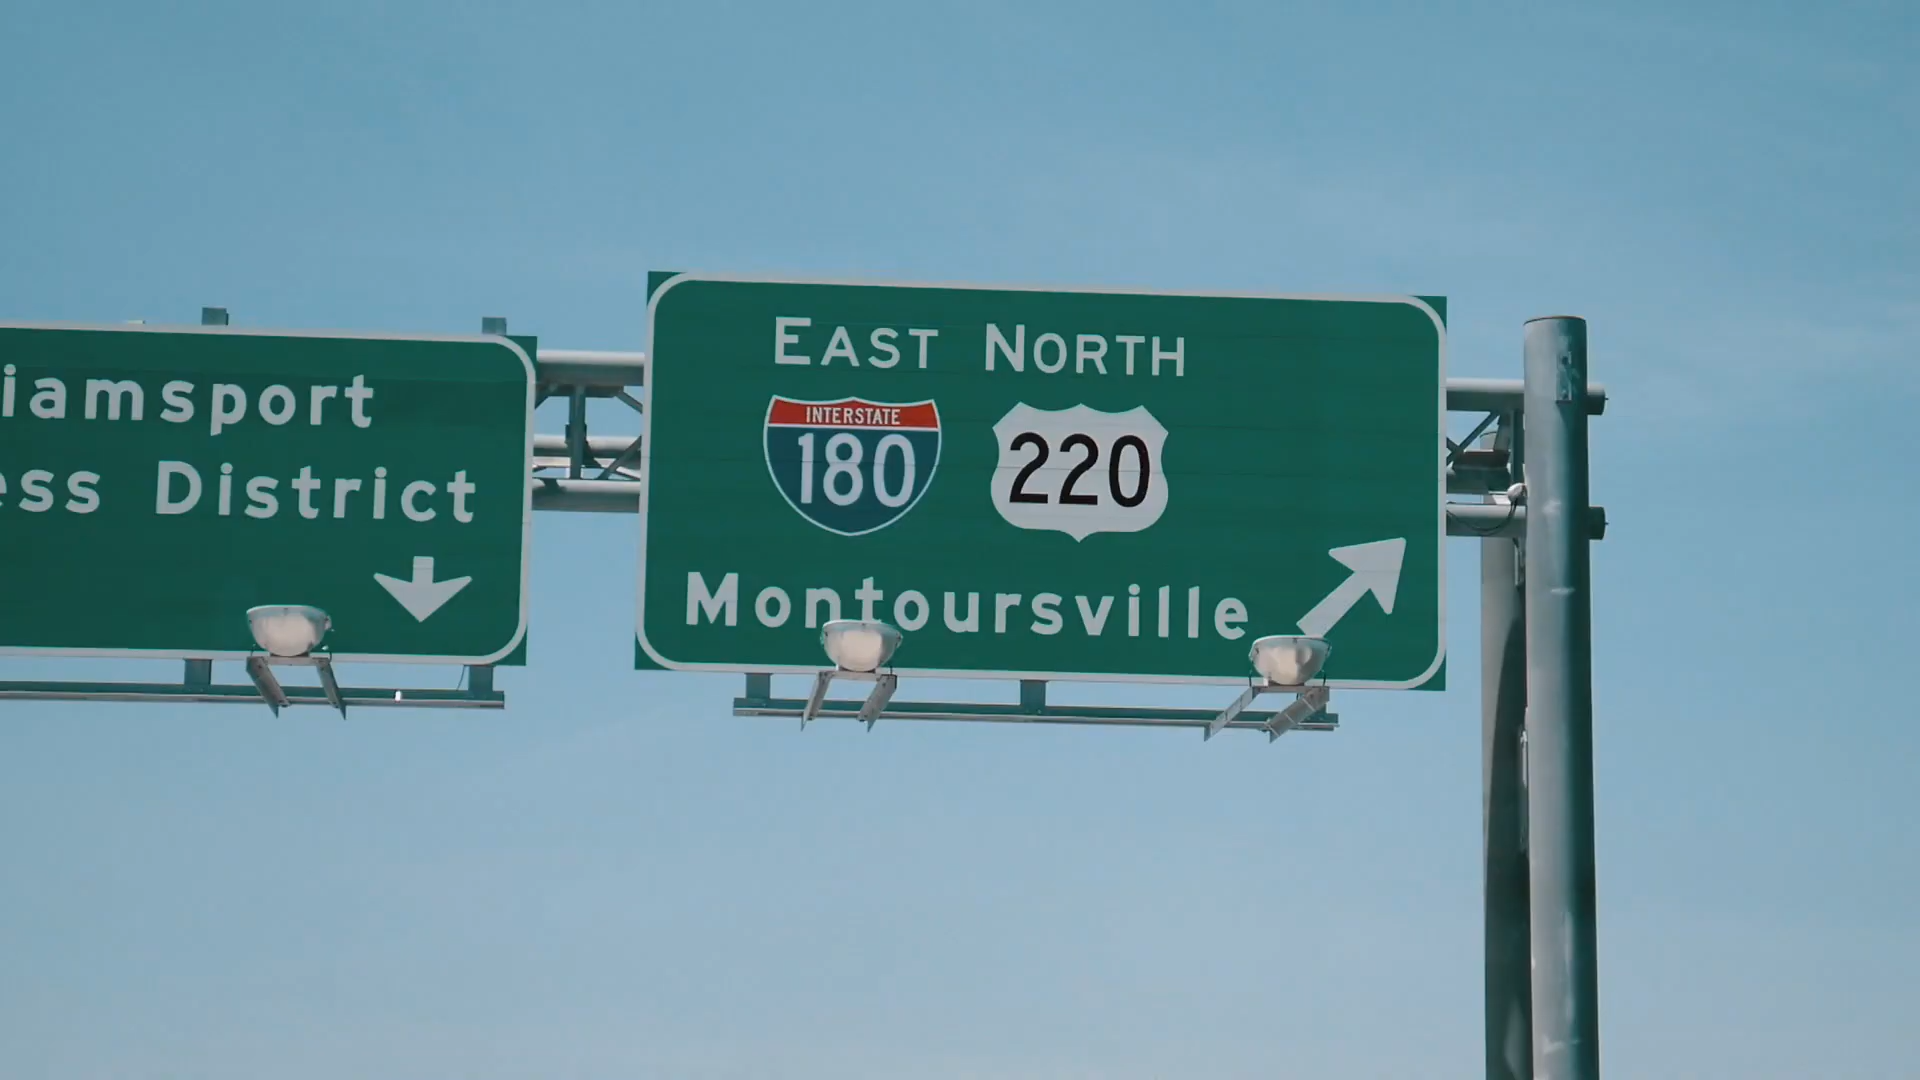 iamsport
ess District
EAST NORTH
INTERSTATE
180 220
Montoursville